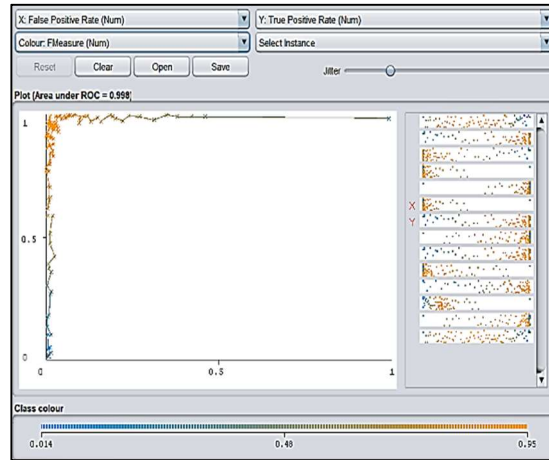 X: False Positive Rate (Num) Y: True Positive Rate (Num)
Colour: FMeasure (Num) Select Instance
Reset Clear Open Save Jitter
Plot (Area under ROC = 0.998)
1
X
Y
0.5
0
0 0.5 1
Class colour
0.014 0.48 0.95